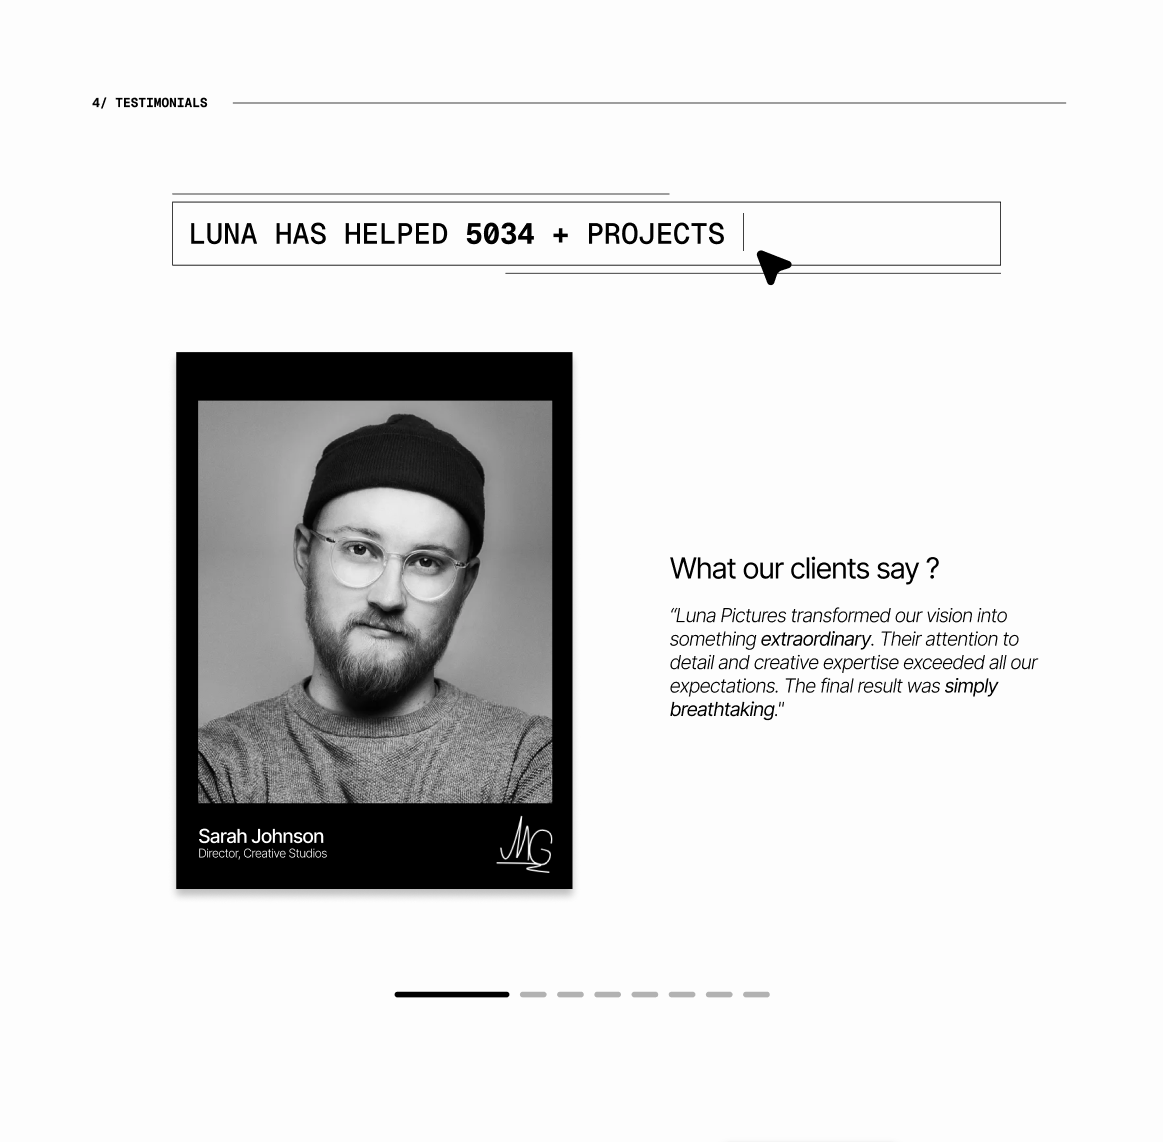 4/ TESTIMONIALS
LUNA HAS HELPED 5034 + PROJECTS
What our clients say ?
“Luna Pictures transformed our vision into
something extraordinary. Their attention to
detail and creative expertise exceeded all our
expectations. The final result was simply
breathtaking."
Sarah Johnson
Director, Creative Studios